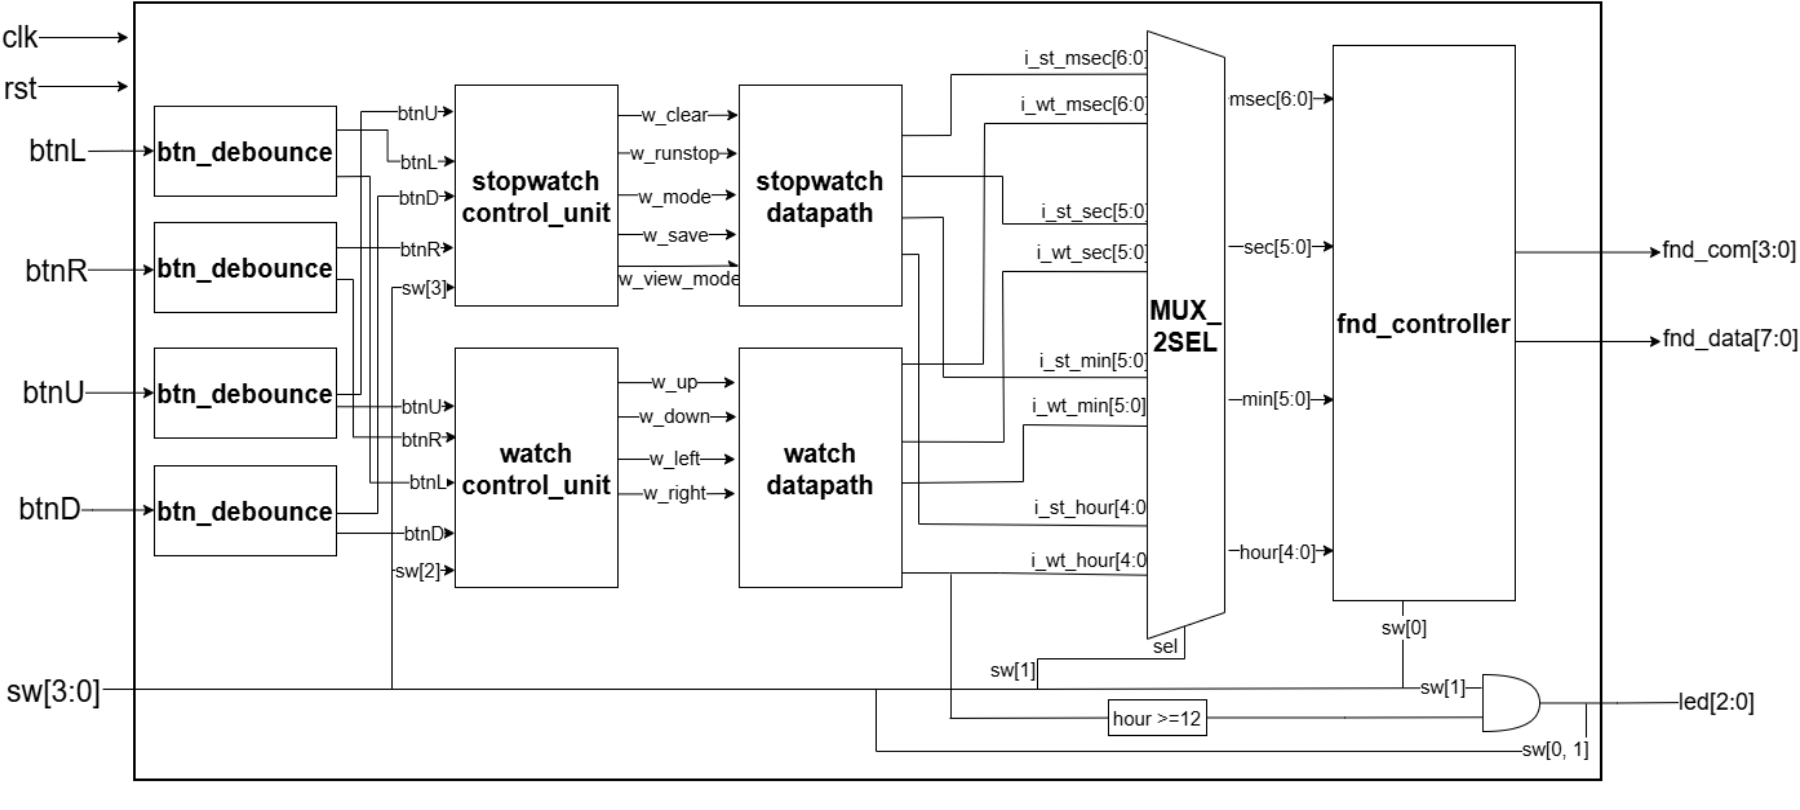 clk
rst
btnL
btnR
btnU
btnD
sw[3:0]
btn_debounce
btn_debounce
btn_debounce
btn_debounce
btnU
btnL
btnD
btnR
sw[3]
btnU
btnR
btnL
btnD
sw[2]
stopwatch
control_unit
watch
control_unit
w_clear
w_runstop
w_mode
w_save
w_view_mode
w_up
w_down
w_left
w_right
stopwatch
datapath
watch
datapath
i_st_msec[6:0]
i_wt_msec[6:0]
i_st_sec[5:0]
i_wt_sec[5:0]
i_st_min[5:0]
i_wt_min[5:0]
i_st_hour[4:0
i_wt_hour[4:0
MUX_
2SEL
sel
sw[1]
msec[6:0]
sec[5:0]
min[5:0]
hour[4:0]
fnd_controller
sw[0]
sw[1]
hour >=12
sw[0, 1]
fnd_com[3:0]
fnd_data[7:0]
led[2:0]